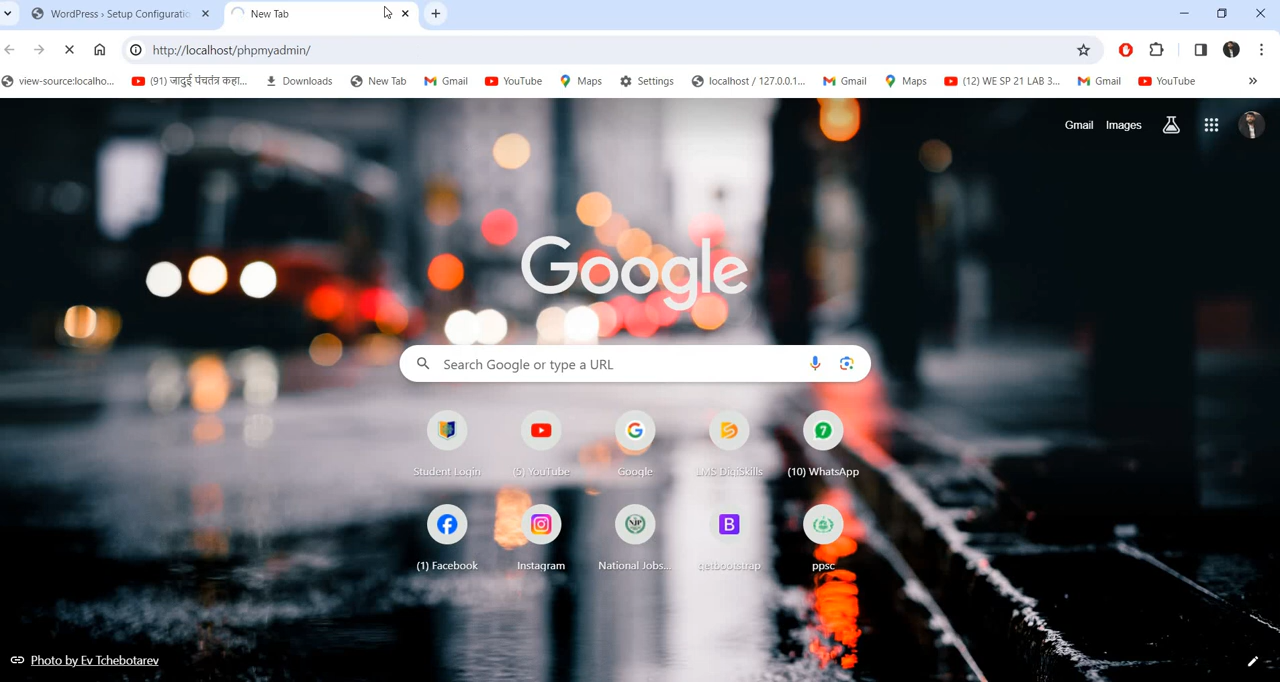 WordPress › Setup Configuratic
New Tab
http://localhost/phpmyadmin/
view-source:localho...
(91) जादुई पंचतंत्र कहा...
Downloads
New Tab
Gmail
YouTube
Maps
Settings
localhost / 127.0.0.1...
Gmail
Maps
(12) WE SP 21 LAB 3...
Gmail
YouTube
Gmail
Images
Google
Search Google or type a URL
Student Login
(5) YouTube
Google
LMS DigiSkills
(10) WhatsApp
(1) Facebook
Instagram
National Jobs...
getbootstrap
ppsc
Photo by Ev Tchebotarev